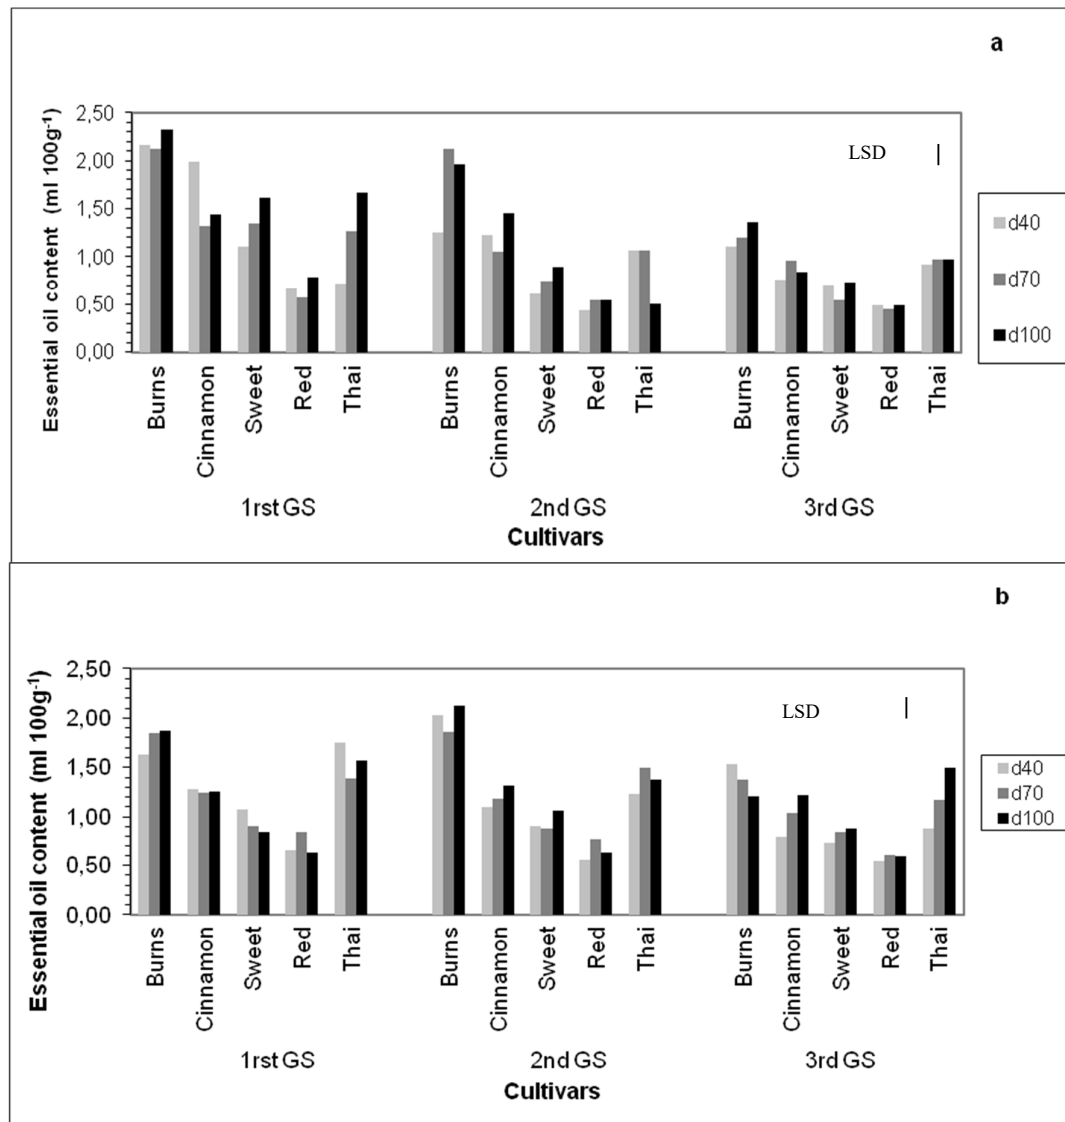 a
Essential oil content (ml 100g-1)
2,50
2,00
1,50
1,00
0,50
0,00
LSD
d40
d70
d100
Burns Cinnamon Sweet Red Thai Burns Cinnamon Sweet Red Thai Burns Cinnamon Sweet Red Thai
1rst GS 2nd GS 3rd GS
Cultivars
b
Essential oil content (ml 100g-1)
2,50
2,00
1,50
1,00
0,50
0,00
LSD
d40
d70
d100
Burns Cinnamon Sweet Red Thai Burns Cinnamon Sweet Red Thai Burns Cinnamon Sweet Red Thai
1rst GS 2nd GS 3rd GS
Cultivars